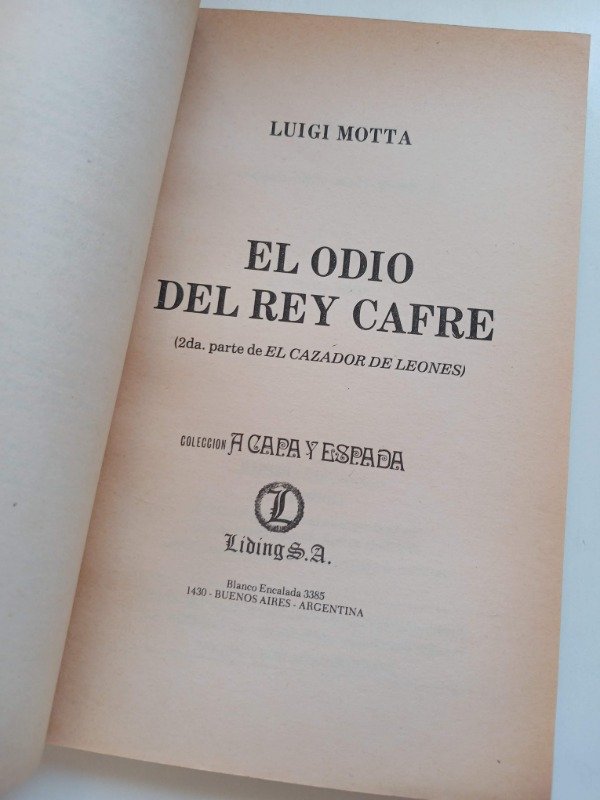 LUIGI MOTTA
EL ODIO
DEL REY CAFRE
(2da. parte de EL CAZADOR DE LEONES)
COLECCION A CAPA Y ESPADA
L
Liding S.A.
Blanco Encalada 3385
1430 - BUENOS AIRES - ARGENTINA